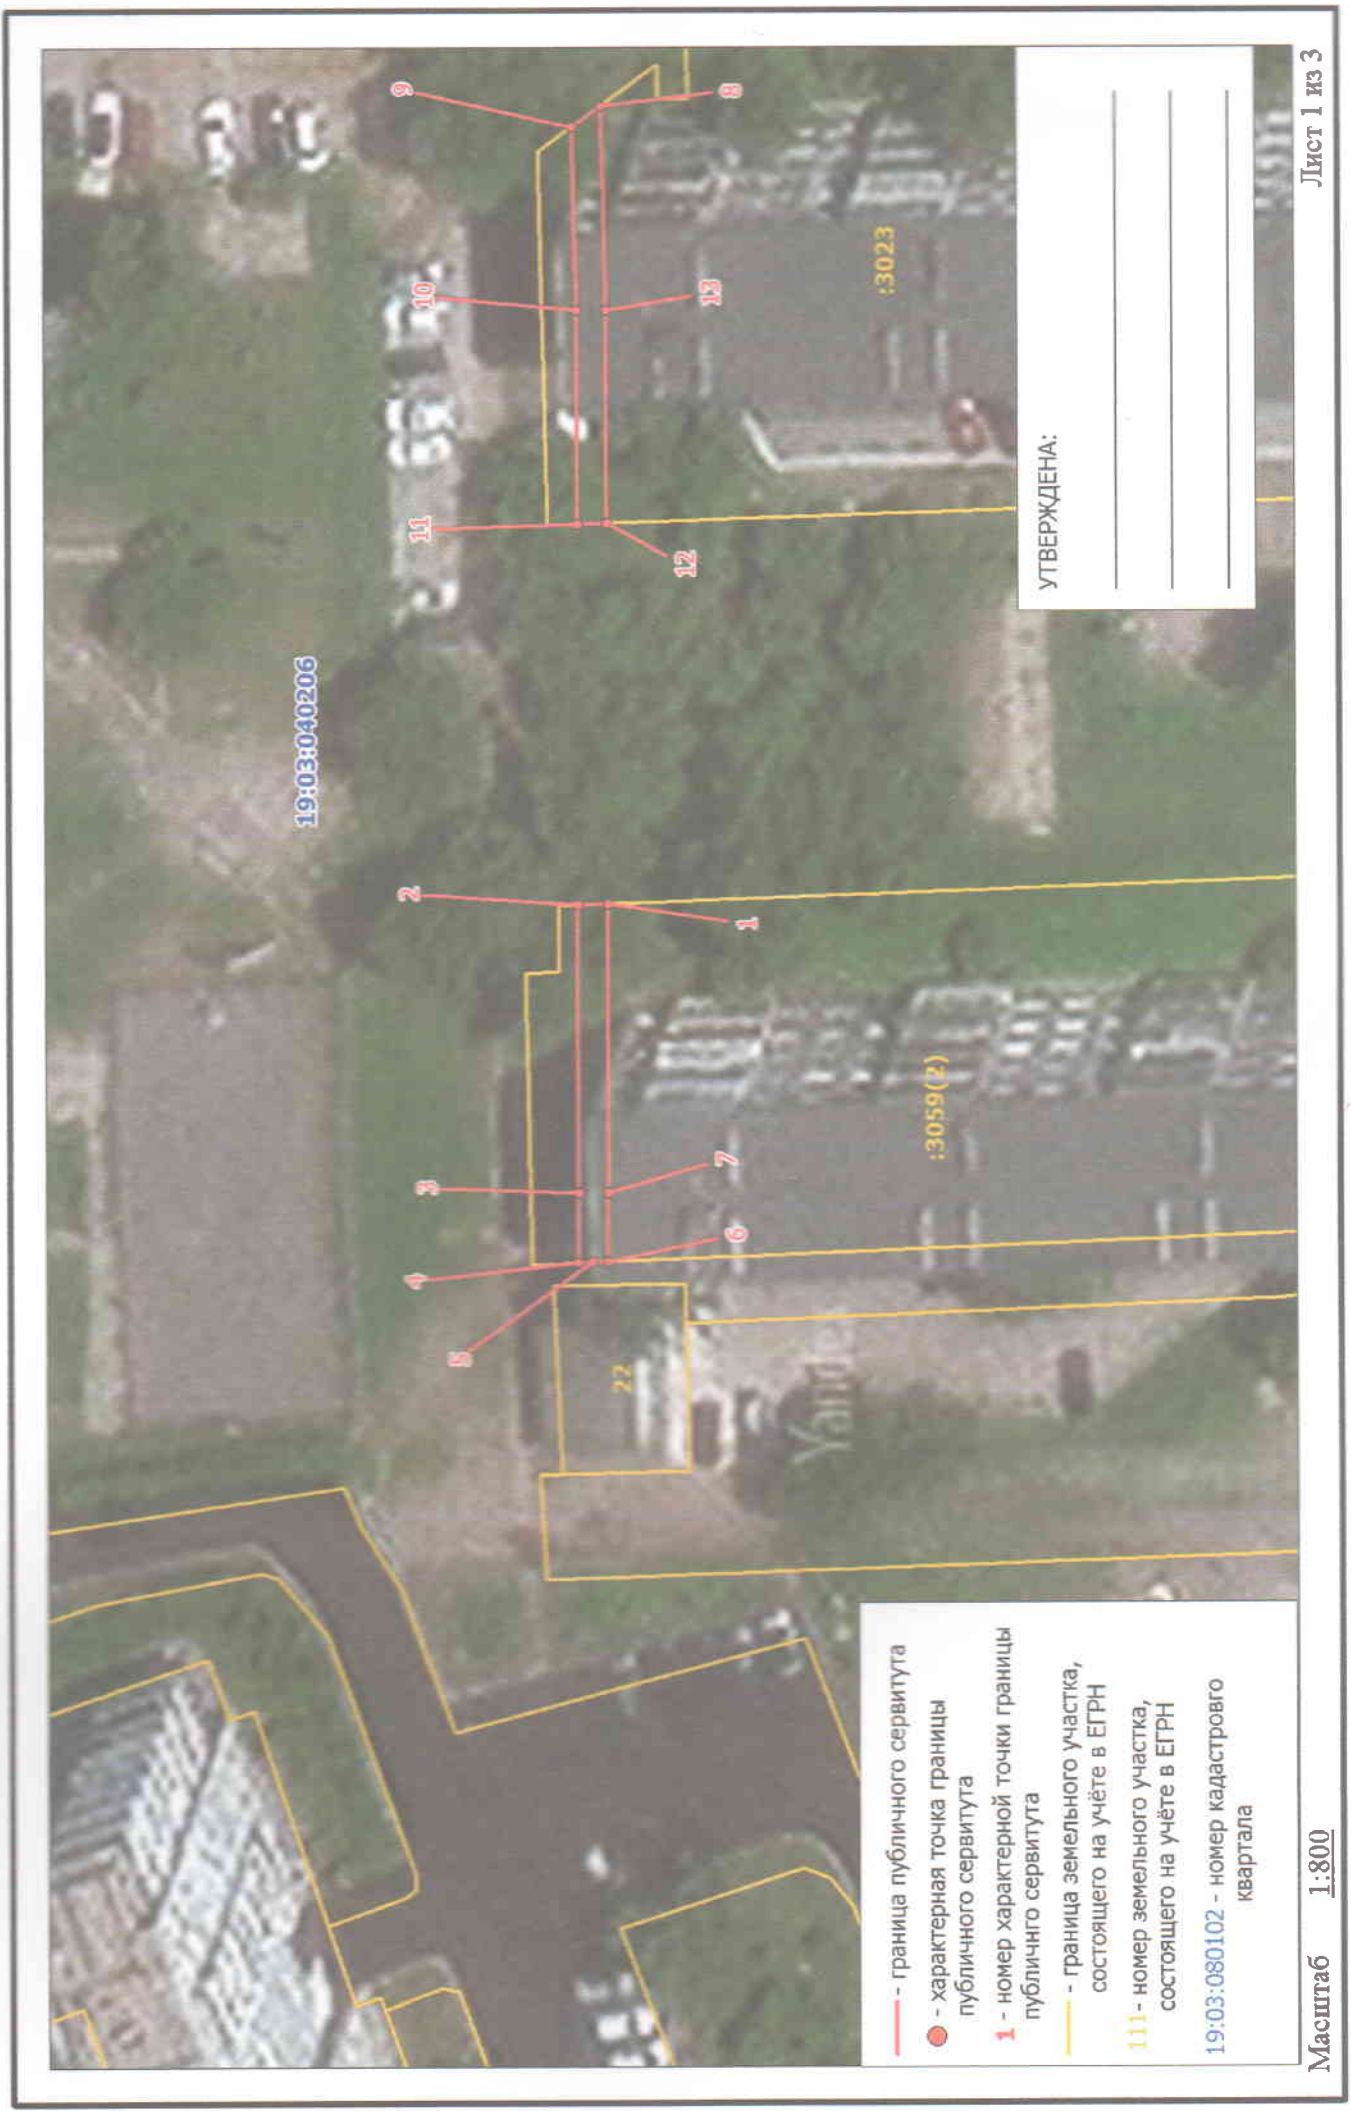 19:03:040206
9
10
11
2
3
4
5
8
13
12
1
7
6
:3023
:3059(2)
22
УТВЕРЖДЕНА:
- граница публичного сервитута
- характерная точка границы
публичного сервитута
1 - номер характерной точки границы
публичнго сервитута
- граница земельного участка,
состоящего на учёте в ЕГРН
111 - номер земельного участка,
состоящего на учёте в ЕГРН
19:03:080102 - номер кадастрово
квартала
Масштаб 1:800
Лист 1 из 3